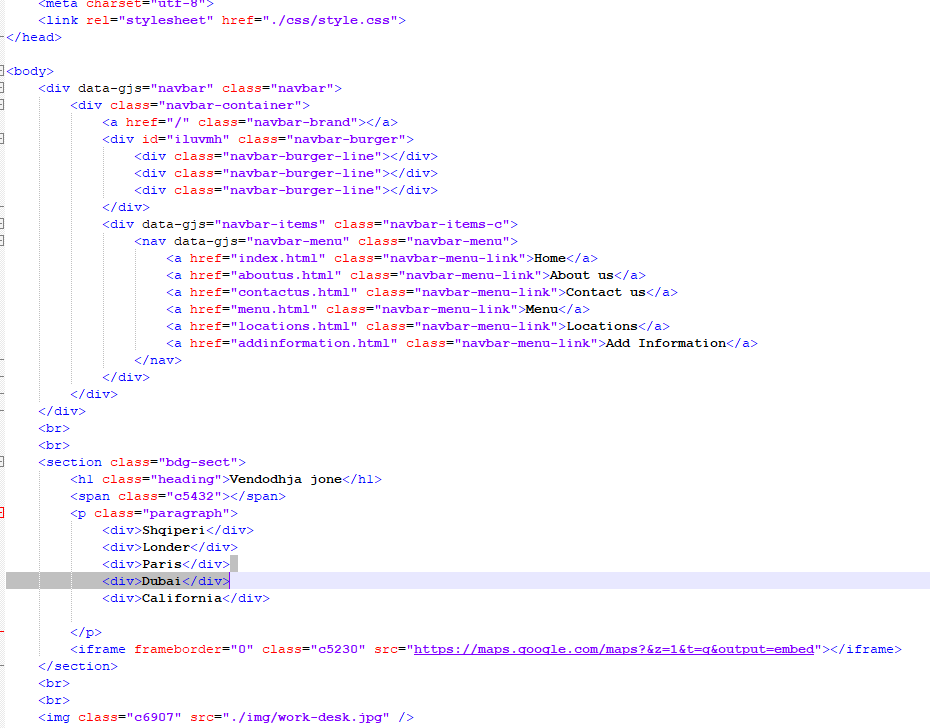 <meta charset="utf-8">
<link rel="stylesheet" href="./css/style.css">
</head>
<body>
<div data-gjs="navbar" class="navbar">
<div class="navbar-container">
<a href="/" class="navbar-brand"></a>
<div id="iluvmh" class="navbar-burger">
<div class="navbar-burger-line"></div>
<div class="navbar-burger-line"></div>
<div class="navbar-burger-line"></div>
</div>
<div data-gjs="navbar-items" class="navbar-items-c">
<nav data-gjs="navbar-menu" class="navbar-menu">
<a href="index.html" class="navbar-menu-link">Home</a>
<a href="aboutus.html" class="navbar-menu-link">About us</a>
<a href="contactus.html" class="navbar-menu-link">Contact us</a>
<a href="menu.html" class="navbar-menu-link">Menu</a>
<a href="locations.html" class="navbar-menu-link">Locations</a>
<a href="addinformation.html" class="navbar-menu-link">Add Information</a>
</nav>
</div>
</div>
</div>
<br>
<br>
<section class="bdg-sect">
<h1 class="heading">Vendodhja jone</h1>
<span class="c5432"></span>
<p class="paragraph">
<div>Shqiperi</div>
<div>Londer</div>
<div>Paris</div>
<div>Dubai</div>
<div>California</div>
</p>
<iframe frameborder="0" class="c5230" src="https://maps.google.com/maps?&z=1&t=q&output=embed"></iframe>
</section>
<br>
<br>
<img class="c6907" src="./img/work-desk.jpg" />